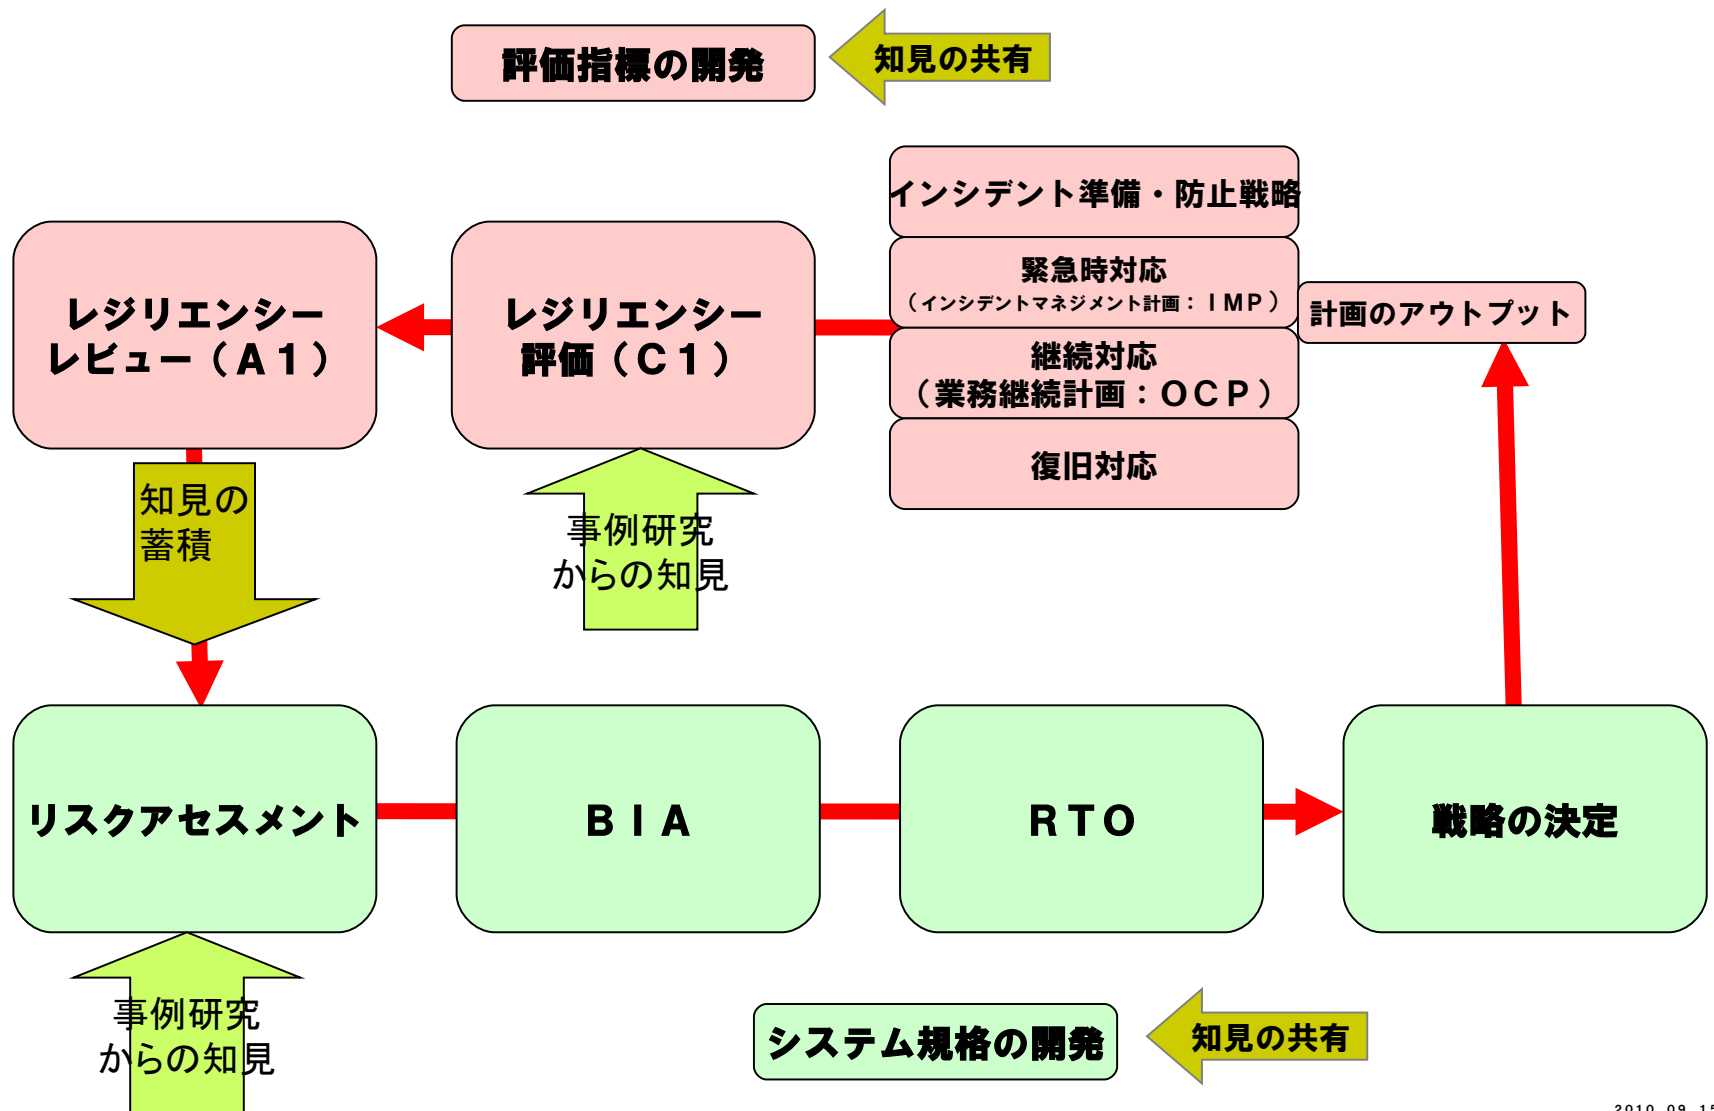 評価指標の開発
知見の共有
インシデント準備・防止戦略
緊急時対応
（インシデントマネジメント計画：ＩＭＰ）
計画のアウトプット
継続対応
（業務継続計画：ＯＣＰ）
復旧対応
レジリエンシー
評価（Ｃ１）
レジリエンシー
レビュー（Ａ１）
知見の
蓄積
事例研究
からの知見
リスクアセスメント
ＢＩＡ
ＲＴＯ
戦略の決定
事例研究
からの知見
システム規格の開発
知見の共有